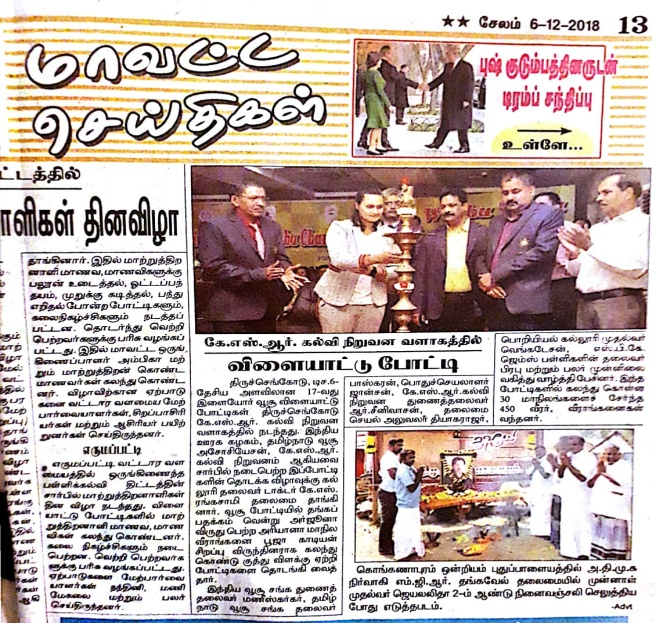 ★★ சேலம் 6-12-2018 13
மாவட்ட
செய்திகள்
புஷ் குடும்பத்தினருடன்
டிரம்ப் சந்திப்பு
உள்ளே...
ட்டத்தில்
ாளிகள் தினவிழா
தாங்கினார். இதில் மாற்றுத்திற
னாளி மாணவ, மாணவிகளுக்கு
பலூன் உடைத்தல், ஓட்டப்பந்
தயம், முறுக்கு கடித்தல், பந்து
எறிதல் போன்ற போட்டிகளும்,
கலைநிகழ்ச்சிகளும் நடத்தப்
பட்டன. தொடர்ந்து வெற்றி
பெற்றவர்களுக்கு பரிசு வழங்கப்
பட்டது. இதில் மாவட்ட ஒருங்
கிணைப்பாளர் அம்பிகா மற்
றும் மாற்றுத்திறன் கொண்ட
மாணவர்கள் கலந்து கொண்ட
னர். விழாவிற்கான ஏற்பாடு
களை வட்டார வளமைய மேற்
பார்வையாளர்கள், சிறப்பாசிரி
யர்கள் மற்றும் ஆசிரியர் பயிற்
றுனர்கள் செய்திருந்தனர்.
எருமப்பட்டி
எருமப்பட்டி வட்டார வள
மையத்தில் ஒருங்கிணைந்த
பள்ளிக்கல்வி திட்டத்தின்
சார்பில் மாற்றுத்திறனாளிகள்
தின விழா நடந்தது. விளை
யாட்டு போட்டிகளில் மாற்
றுத்திறனாளி மாணவ, மாண
விகள் கலந்து கொண்டனர்.
கலை நிகழ்ச்சிகளும் நடை
பெற்றன. வெற்றி பெற்றவர்க
ளுக்கு பரிசு வழங்கப்பட்டது.
ஏற்பாடுகளை மேற்பார்வை
யாளர்கள் நந்தினி, மணி
மேகலை மற்றும் பலர்
செய்திருந்தனர்.
கே.எஸ்.ஆர். கல்வி நிறுவன வளாகத்தில்
விளையாட்டு போட்டி
திருச்செங்கோடு, டிச.6-
தேசிய அளவிலான 17-வது
இளையோர் வூசூ விளையாட்டு
போட்டிகள் திருச்செங்கோடு
கே.எஸ்.ஆர். கல்வி நிறுவன
வளாகத்தில் நடந்தது. இந்திய
வூசூ கழகம், தமிழ்நாடு வூசூ
அசோசியேசன், கே.எஸ்.ஆர்.
கல்வி நிறுவனம் ஆகியவை
சார்பில் நடைபெற்ற இப்போட்டி
களின் தொடக்க விழாவுக்கு கல்
லூரி தலைவர் டாக்டர் கே.எஸ்.
ரங்கசாமி தலைமை தாங்கி
னார். வூசூ போட்டியில் தங்கப்
பதக்கம் வென்று அர்ஜூனா
விருது பெற்ற அரியானா மாநில
வீராங்கனை பூஜா காடியன்
சிறப்பு விருந்தினராக கலந்து
கொண்டு குத்து விளக்கு ஏற்றி
போட்டிகளை தொடங்கி வைத்
தார்.
இந்திய வூசூ சங்க துணைத்
தலைவர் மணிஸ்கர்கர், தமிழ்
நாடு வூசூ சங்க தலைவர்
பாஸ்கரன், பொதுச்செயலாளர்
ஜான்சன், கே.எஸ்.ஆர்.கல்வி
நிறுவன துணைத்தலைவர்
ஆர்.சீனிவாசன், தலைமை
செயல் அலுவலர் தியாகராஜர்,
பொறியியல் கல்லூரி முதல்வர்
வெங்கடேசன், எஸ்.பி.கே.
ஜெம்ஸ் பள்ளிகளின் தலைவர்
பிரபு மற்றும் பலர் முன்னிலை
வகித்து வாழ்த்தி பேசினர். இந்த
போட்டிகளில் கலந்து கொள்ள
30 மாநிலங்களைச் சேர்ந்த
450 வீரர், வீராங்கனைகள்
வந்தனர்.
கொங்கணாபுரம் ஒன்றியம் புதுப்பாளையத்தில் அ.தி.மு.க
நிர்வாகி எம்.ஜி.ஆர். தங்கவேல் தலைமையில் முன்னாள்
முதல்வர் ஜெயலலிதா 2-ம் ஆண்டு நினைவஞ்சலி செலுத்திய
போது எடுத்தபடம். -Advt